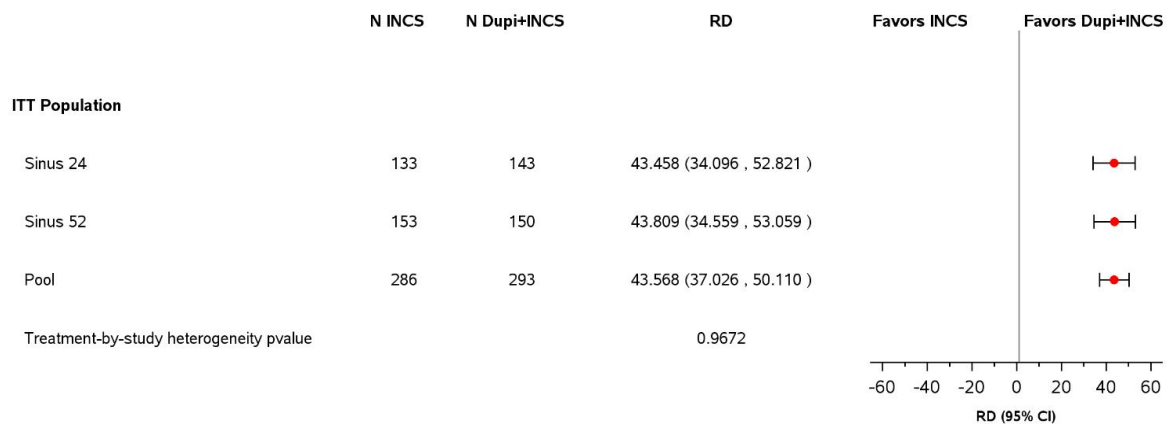 N INCS N Dupi+INCS RD Favors INCS Favors Dupi+INCS
ITT Population
Sinus 24 133 143 43.458 (34.096 , 52.821 )
Sinus 52 153 150 43.809 (34.559 , 53.059 )
Pool 286 293 43.568 (37.026 , 50.110 )
Treatment-by-study heterogeneity pvalue 0.9672
-60 -40 -20 0 20 40 60
RD (95% CI)